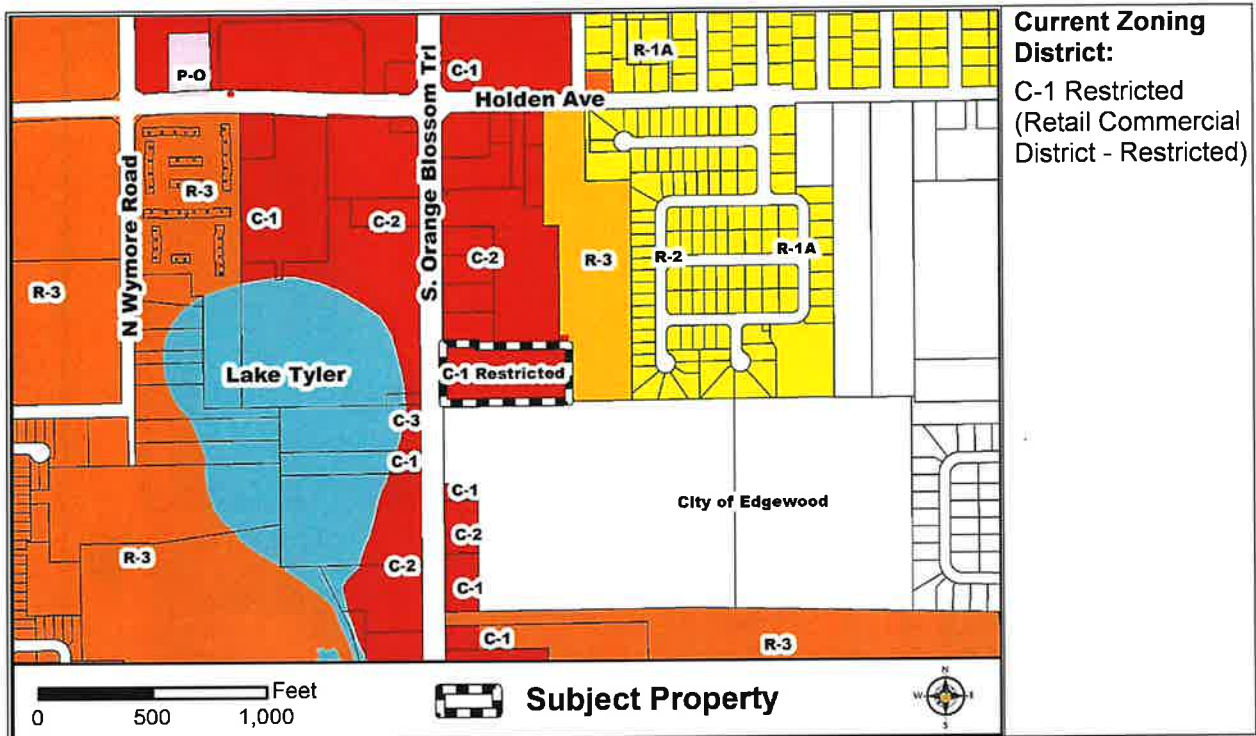 Current Zoning
District:
C-1 Restricted
(Retail Commercial
District - Restricted)
P-O
C-1
R-1A
Holden Ave
S. Orange Blossom Trl
N Wymore Road
R-3
C-1
C-2
C-2
R-3
R-2
R-1A
R-3
Lake Tyler
C-1 Restricted
C-3
C-1
C-1
City of Edgewood
C-2
R-3
C-2
C-1
C-1
R-3
Feet
0 500 1,000
Subject Property
N
W E
S